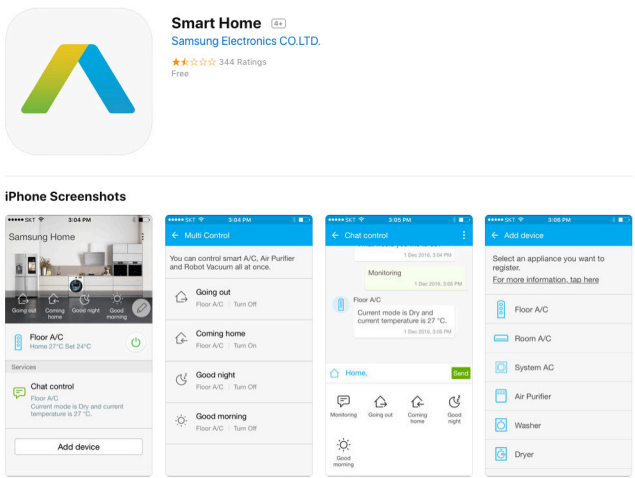 Smart Home 4+
Samsung Electronics CO.LTD.
344 Ratings
Free
iPhone Screenshots
SKT 3:04 PM
Samsung Home
Going out
Coming home
Good night
Good morning
Floor A/C
Home 27°C Set 24°C
Services
Chat control
Floor A/C
Current mode is Dry and current
temperature is 27 °C.
Add device
SKT 3:04 PM
Multi Control
You can control smart A/C, Air Purifier
and Robot Vacuum all at once.
Going out
Floor A/C | Turn Off
Coming home
Floor A/C | Turn On
Good night
Floor A/C | Turn Off
Good morning
Floor A/C | Turn Off
SKT 3:05 PM
Chat control
1 Dec 2016, 3:04 PM
Monitoring
1 Dec 2016, 3:05 PM
Floor A/C
Current mode is Dry and
current temperature is 27 °C.
1 Dec 2016, 3:05 PM
Home,
Send
Monitoring
Going out
Coming
home
Good
night
Good
morning
SKT 3:06 PM
Add device
Select an appliance you want to
register.
For more information, tap here
Floor A/C
Room A/C
System AC
Air Purifier
Washer
Dryer